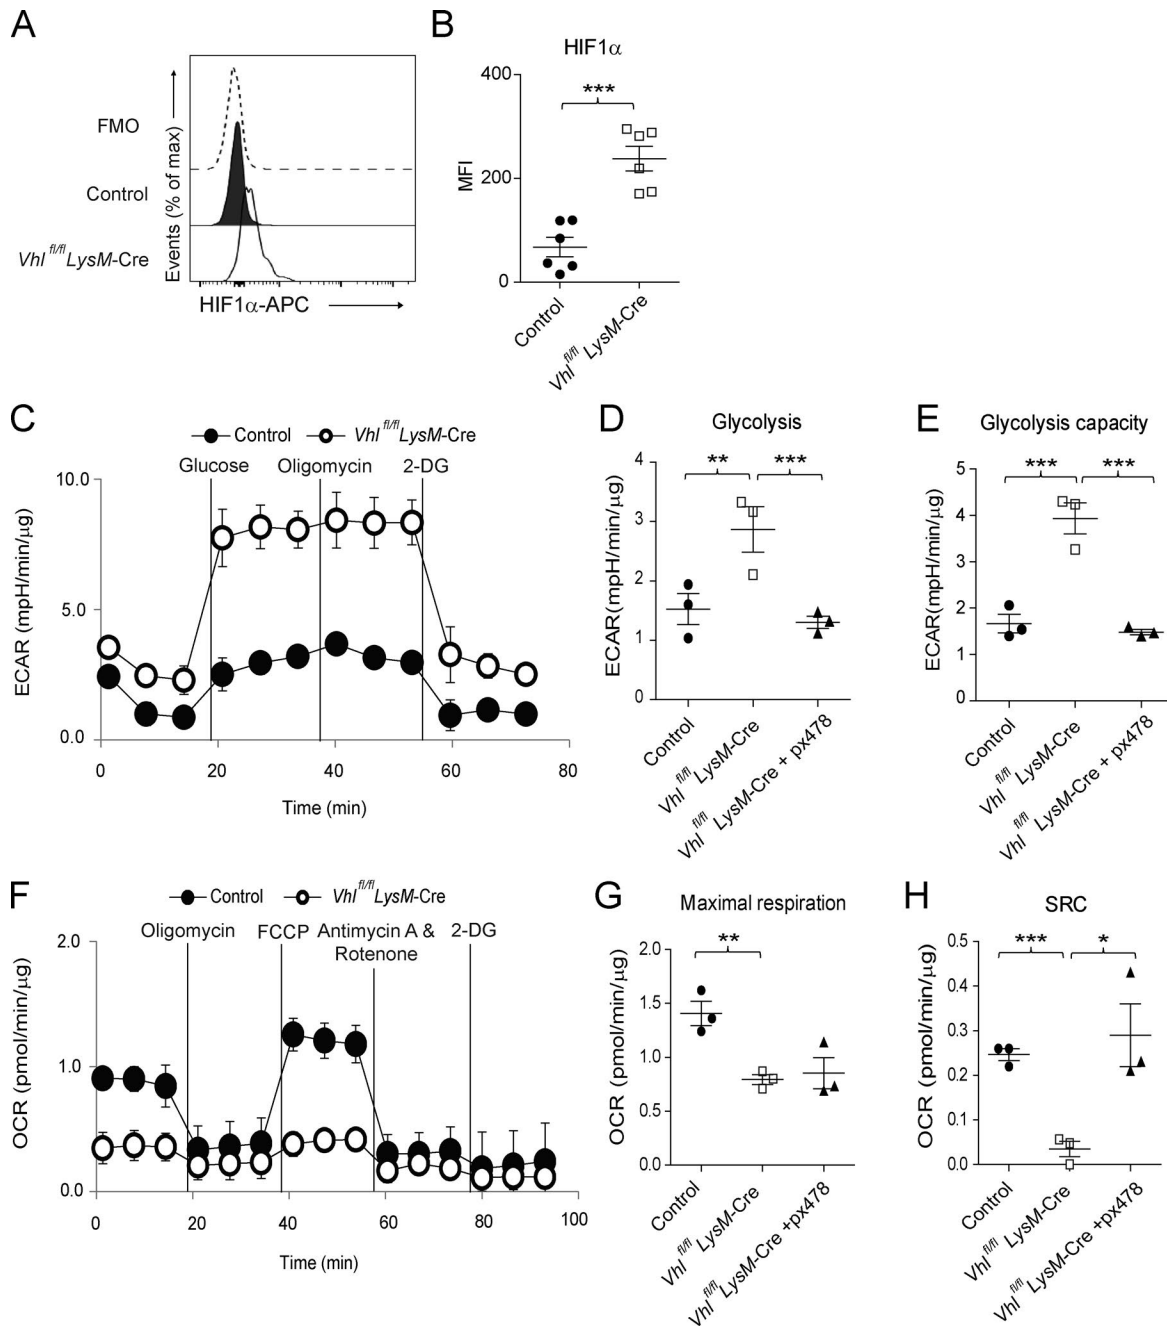 A
FMO
Control
Vhl fl/fl LysM-Cre
Events (% of max)
HIF1α-APC
B
HIF1α
***
400
200
0
MFI
Control
Vhl fl/fl LysM-Cre
C
Control
Vhl fl/fl LysM-Cre
Glucose
Oligomycin
2-DG
10.0
5.0
0.0
ECAR (mpH/min/µg)
0
20
40
60
80
Time (min)
D
Glycolysis
**
***
4
3
2
1
0
ECAR(mpH/min/µg)
Control
Vhl fl/fl LysM-Cre
Vhl fl/fl LysM-Cre + px478
E
Glycolysis capacity
***
***
5
4
3
2
1
0
ECAR(mpH/min/µg)
Control
Vhl fl/fl LysM-Cre
Vhl fl/fl LysM-Cre + px478
F
Control
Vhl fl/fl LysM-Cre
Oligomycin
FCCP
Antimycin A &
Rotenone
2-DG
2.0
1.0
0.0
OCR (pmol/min/µg)
0
20
40
60
80
100
Time (min)
G
Maximal respiration
**
2.0
1.5
1.0
0.5
0.0
OCR (pmol/min/µg)
Control
Vhl fl/fl LysM-Cre
Vhl fl/fl LysM-Cre +px478
H
SRC
***
*
0.5
0.4
0.3
0.2
0.1
0.0
OCR (pmol/min/µg)
Control
Vhl fl/fl LysM-Cre
Vhl fl/fl LysM-Cre +px478